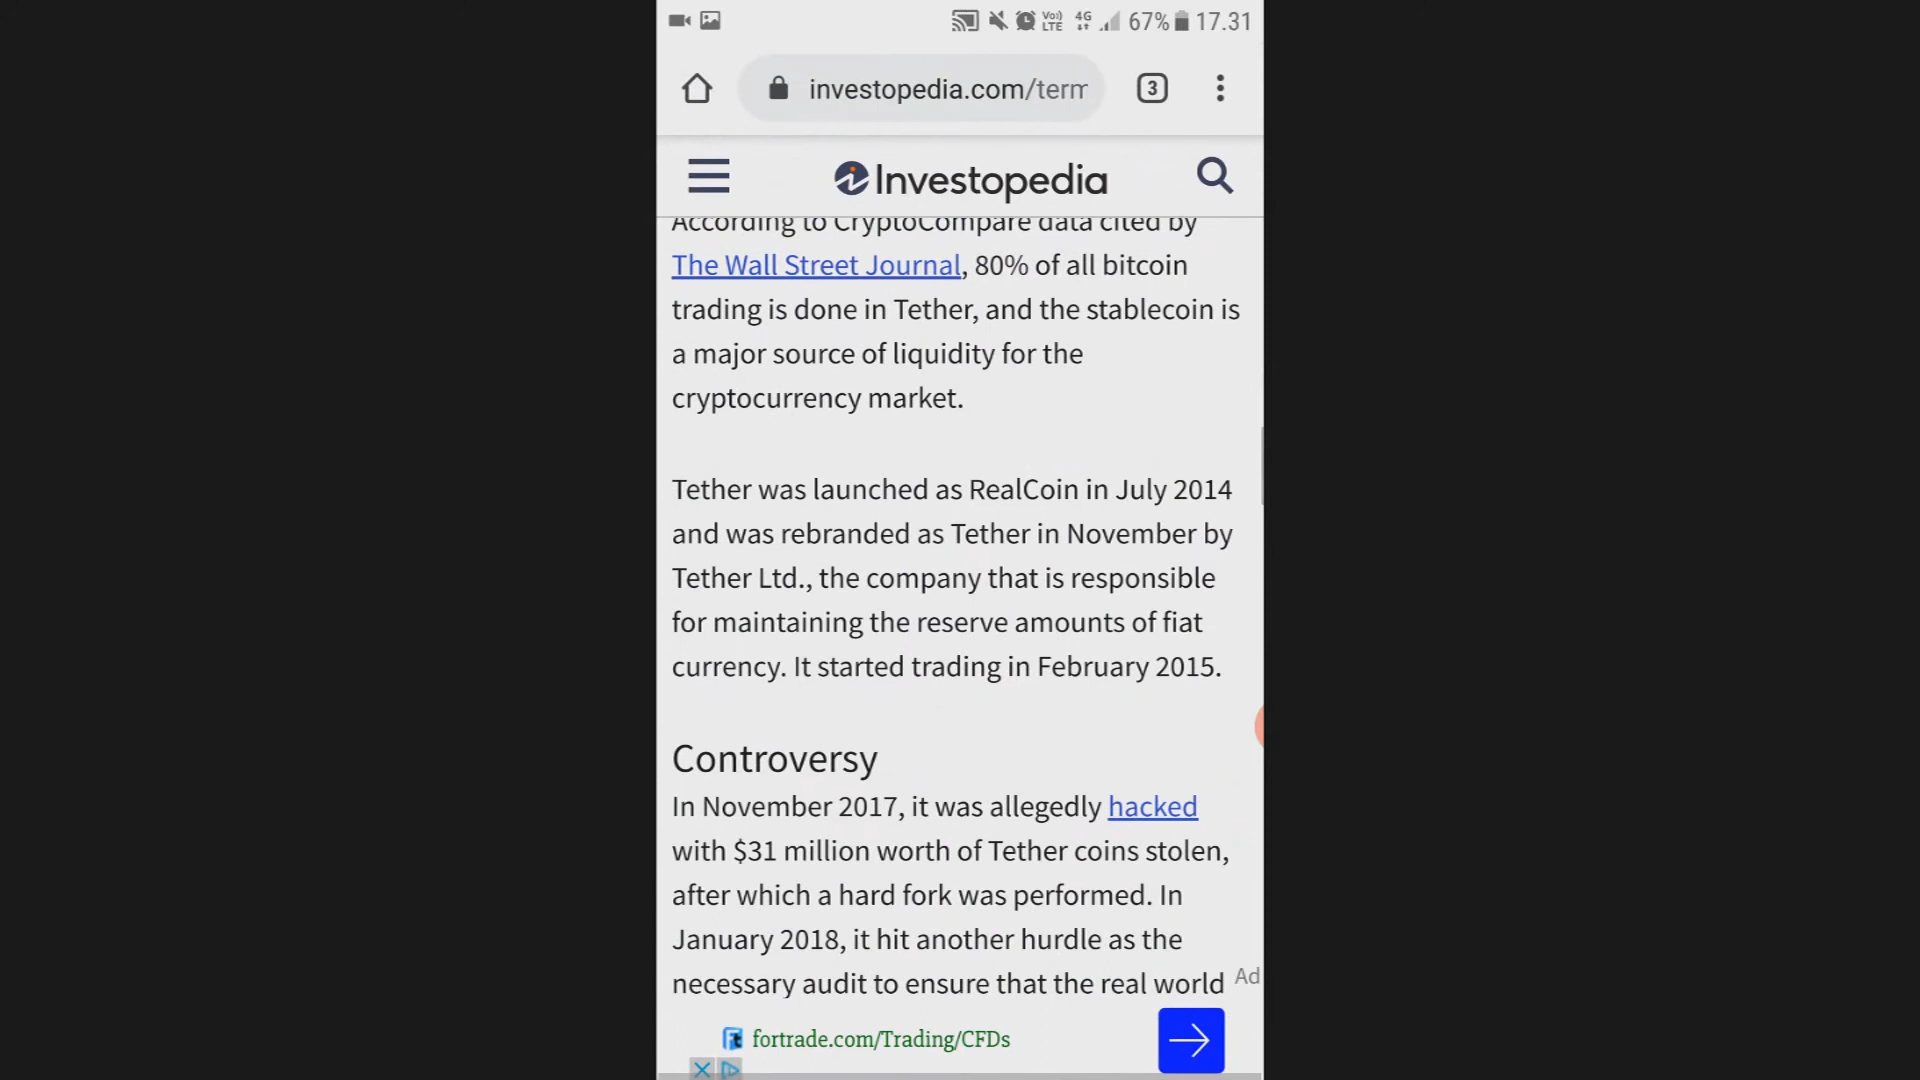 Vo)) LTE 4G 67% 17.31
investopedia.com/term
3
Investopedia
According to CryptoCompare data cited by
The Wall Street Journal, 80% of all bitcoin
trading is done in Tether, and the stablecoin is
a major source of liquidity for the
cryptocurrency market.
Tether was launched as RealCoin in July 2014
and was rebranded as Tether in November by
Tether Ltd., the company that is responsible
for maintaining the reserve amounts of fiat
currency. It started trading in February 2015.
Controversy
In November 2017, it was allegedly hacked
with $31 million worth of Tether coins stolen,
after which a hard fork was performed. In
January 2018, it hit another hurdle as the
necessary audit to ensure that the real world
Ad
fortrade.com/Trading/CFDs